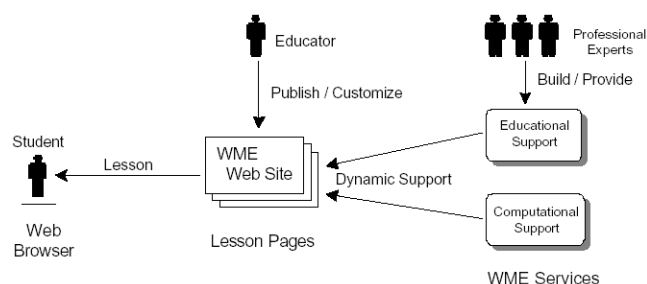 Educator
Professional
Experts
Publish / Customize
Build / Provide
Student
Lesson
WME
Web Site
Educational
Support
Dynamic Support
Computational
Support
Web
Browser
Lesson Pages
WME Services